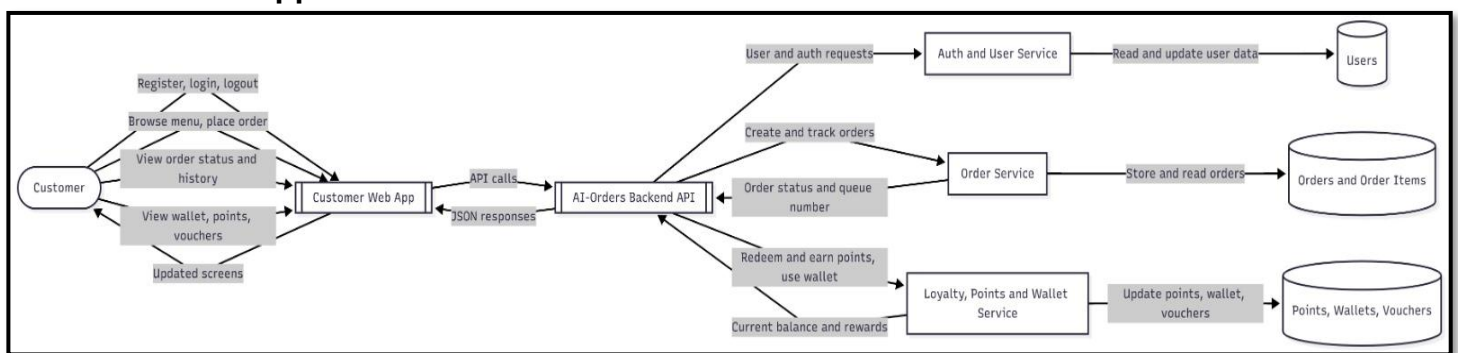 Register, login, logout
Browse menu, place order
View order status and
history
Customer
View wallet, points,
vouchers
Updated screens
Customer Web App
API calls
JSON responses
AI-Orders Backend API
User and auth requests
Auth and User Service
Read and update user data
Users
Create and track orders
Order status and queue
number
Order Service
Store and read orders
Orders and Order Items
Redeem and earn points,
use wallet
Current balance and rewards
Loyalty, Points and Wallet
Service
Update points, wallet,
vouchers
Points, Wallets, Vouchers